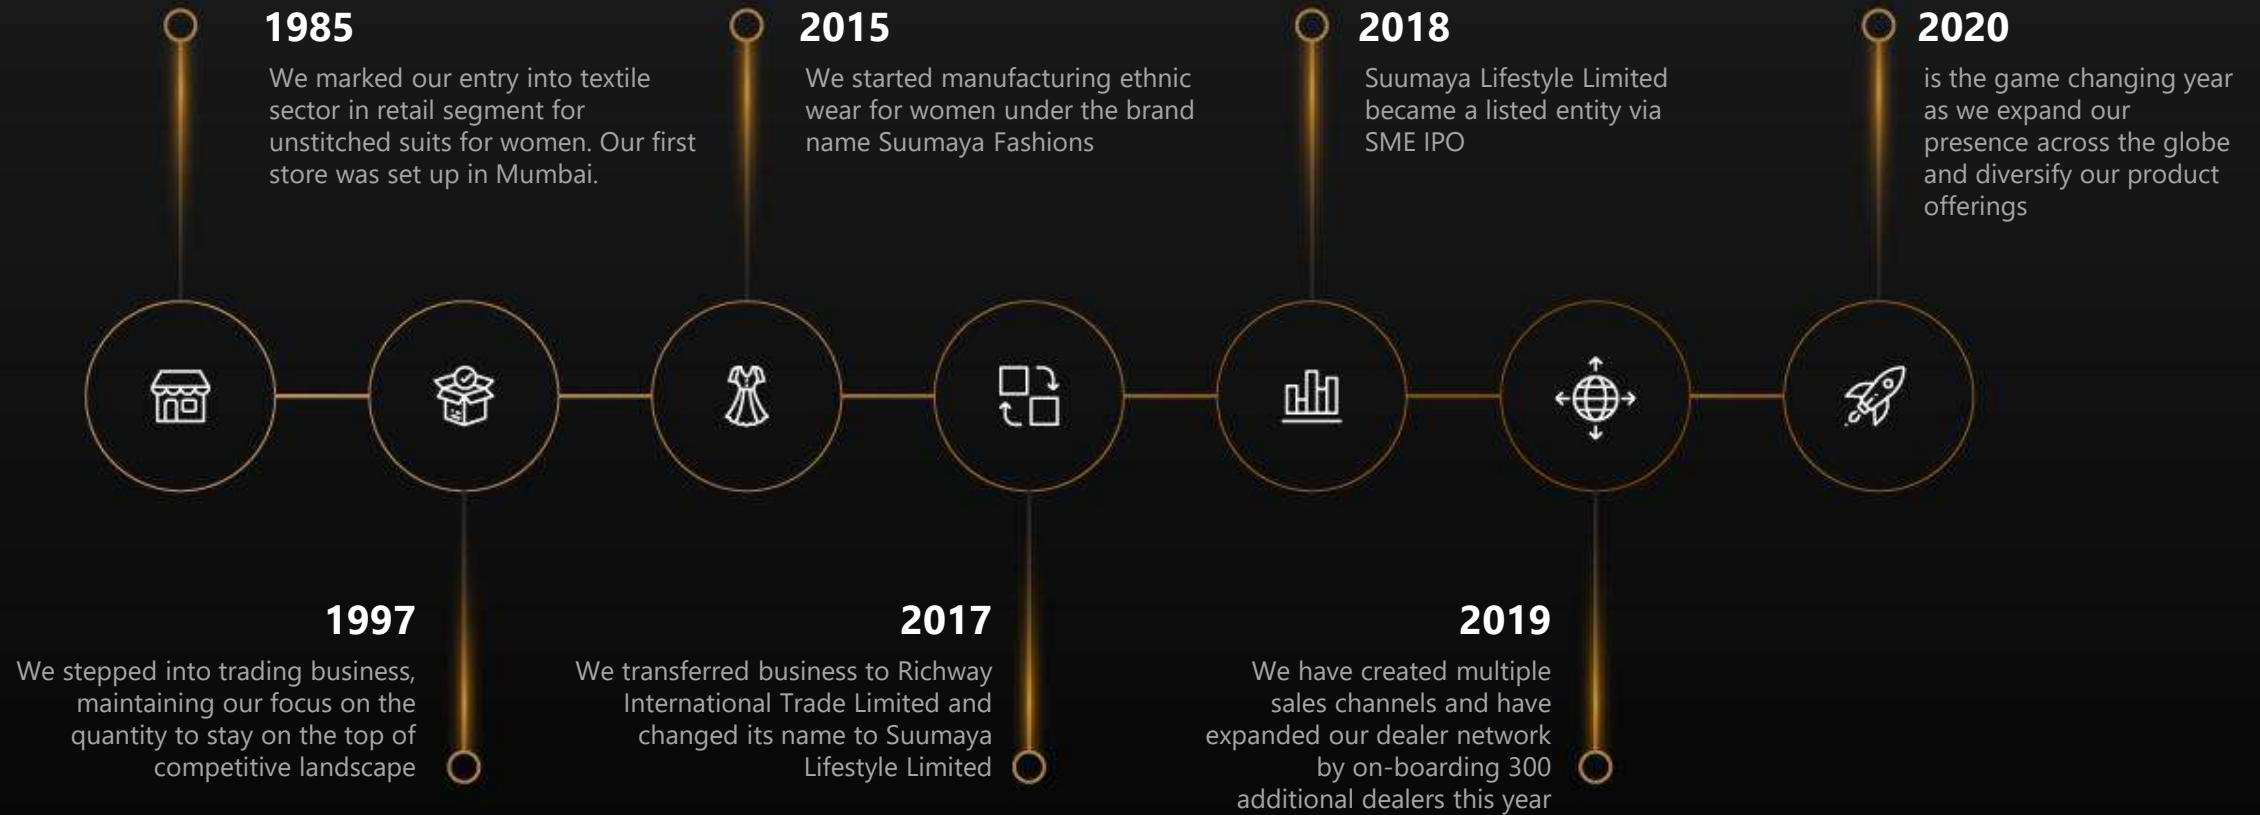 1985
We marked our entry into textile
sector in retail segment for
unstitched suits for women. Our first
store was set up in Mumbai.
2015
We started manufacturing ethnic
wear for women under the brand
name Suumaya Fashions
2018
Suumaya Lifestyle Limited
became a listed entity via
SME IPO
2020
is the game changing year
as we expand our
presence across the globe
and diversify our product
offerings
1997
We stepped into trading business,
maintaining our focus on the
quantity to stay on the top of
competitive landscape
2017
We transferred business to Richway
International Trade Limited and
changed its name to Suumaya
Lifestyle Limited
2019
We have created multiple
sales channels and have
expanded our dealer network
by on-boarding 300
additional dealers this year